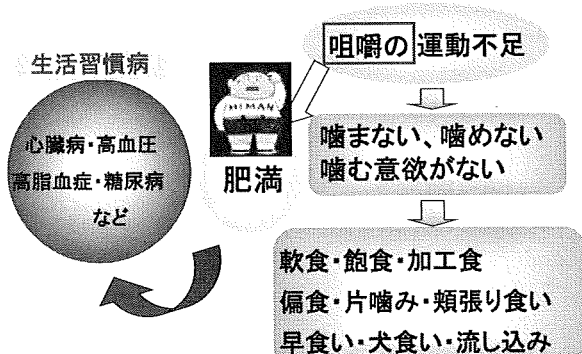 咀嚼の 運動不足
生活習慣病
HIMAN
心臓病・高血圧
高脂血症・糖尿病
など
肥満
噛まない、噛めない
噛む意欲がない
軟食・飽食・加工食
偏食・片噛み・頬張り食い
早食い・犬食い・流し込み